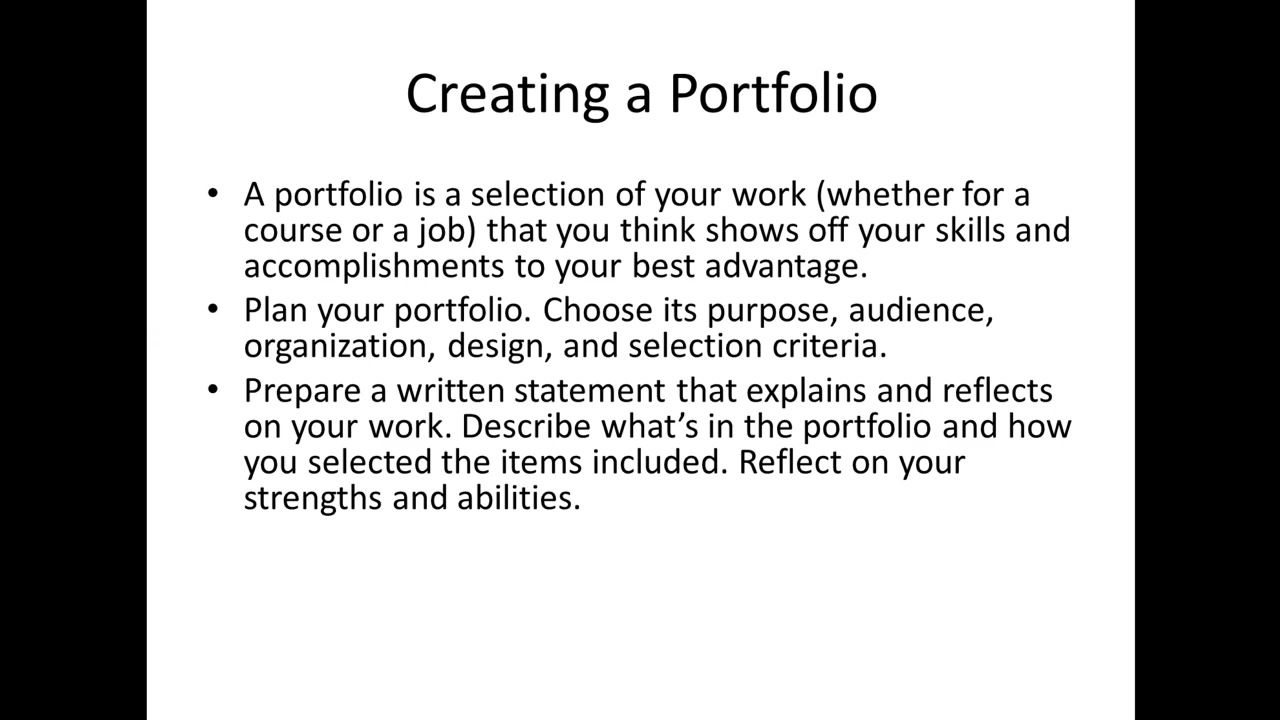 Creating a Portfolio
• A portfolio is a selection of your work (whether for a
course or a job) that you think shows off your skills and
accomplishments to your best advantage.
• Plan your portfolio. Choose its purpose, audience,
organization, design, and selection criteria.
• Prepare a written statement that explains and reflects
on your work. Describe what’s in the portfolio and how
you selected the items included. Reflect on your
strengths and abilities.